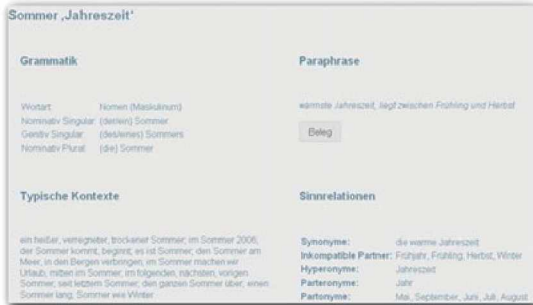 Sommer ‚Jahreszeit‘
Grammatik
Wortart: Nomen (Maskulinum)
Nominativ Singular: (der/ein) Sommer
Genitiv Singular: (des/eines) Sommers
Nominativ Plural: (die) Sommer
Paraphrase
wärmste Jahreszeit, liegt zwischen Frühling und Herbst
Beleg
Typische Kontexte
ein heißer, verregneter, trockener Sommer; im Sommer 2006;
der Sommer kommt, beginnt; es ist Sommer; den Sommer am
Meer, in den Bergen verbringen; im Sommer machen wir
Urlaub; mitten im Sommer; im folgenden, nächsten, vorigen
Sommer; seit letztem Sommer; den ganzen Sommer über; einen
Sommer lang; Sommer wie Winter
Sinnrelationen
Synonyme: die warme Jahreszeit
Inkompatible Partner: Frühjahr, Frühling, Herbst, Winter
Hyperonyme: Jahreszeit
Parteronyme: Jahr
Partonyme: Mai, September, Juni, Juli, August